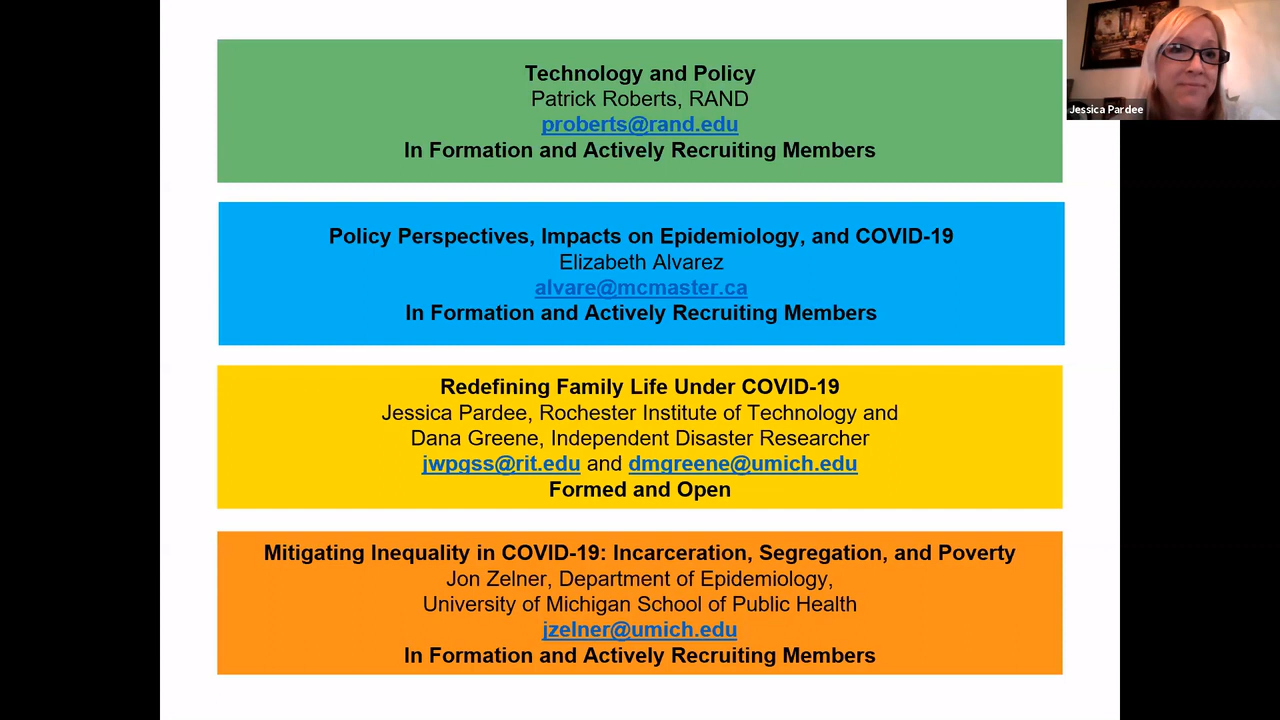 Technology and Policy
Patrick Roberts, RAND
proberts@rand.edu
In Formation and Actively Recruiting Members
Jessica Pardee
Policy Perspectives, Impacts on Epidemiology, and COVID-19
Elizabeth Alvarez
alvare@mcmaster.ca
In Formation and Actively Recruiting Members
Redefining Family Life Under COVID-19
Jessica Pardee, Rochester Institute of Technology and
Dana Greene, Independent Disaster Researcher
jwpgss@rit.edu and dmgreene@umich.edu
Formed and Open
Mitigating Inequality in COVID-19: Incarceration, Segregation, and Poverty
Jon Zelner, Department of Epidemiology,
University of Michigan School of Public Health
jzelner@umich.edu
In Formation and Actively Recruiting Members